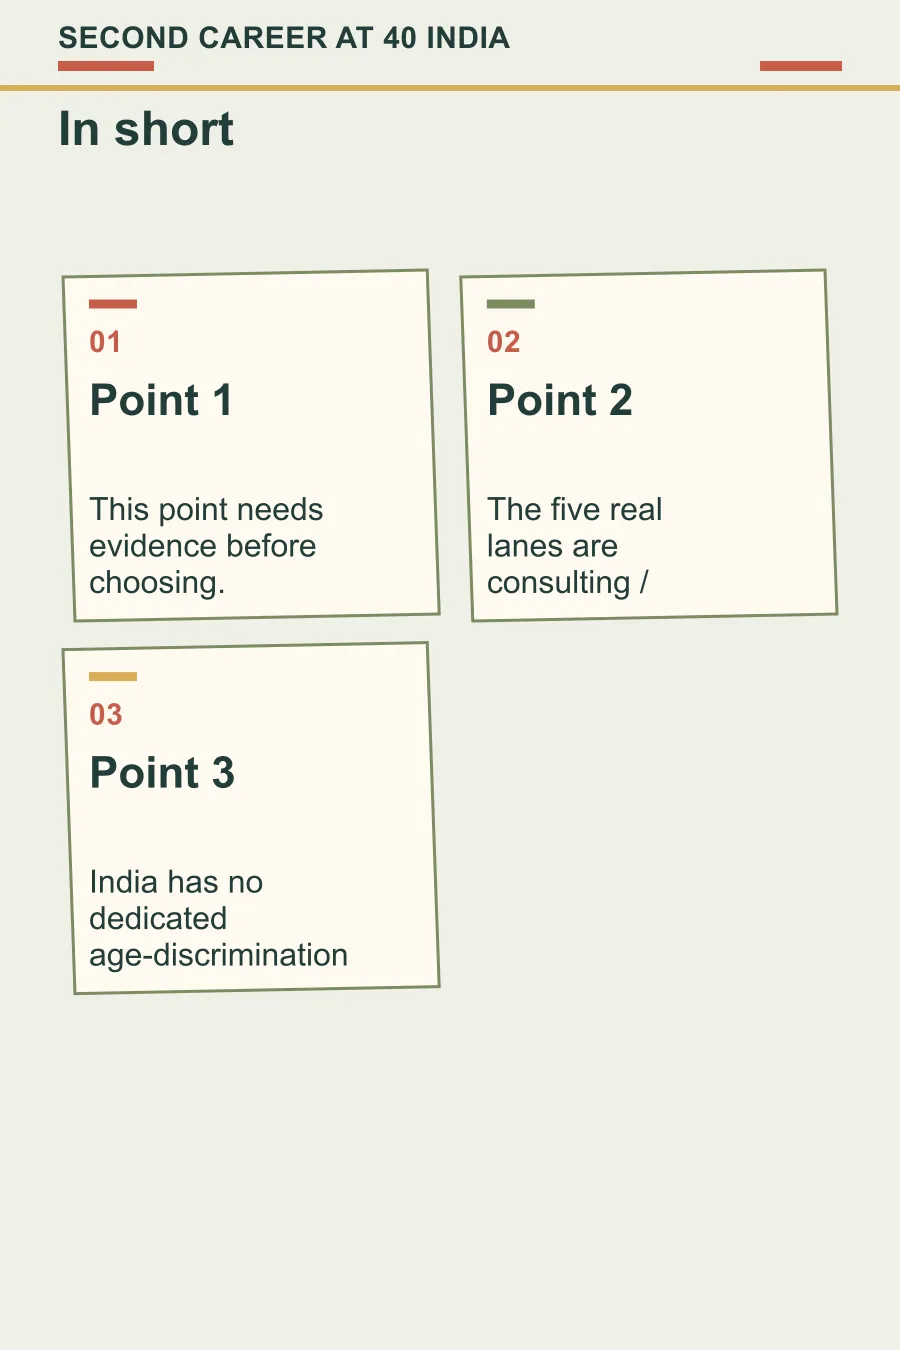 SECOND CAREER AT 40 INDIA
In short
01
Point 1
This point needs
evidence before
choosing.
02
Point 2
The five real
lanes are
consulting /
03
Point 3
India has no
dedicated
age-discrimination